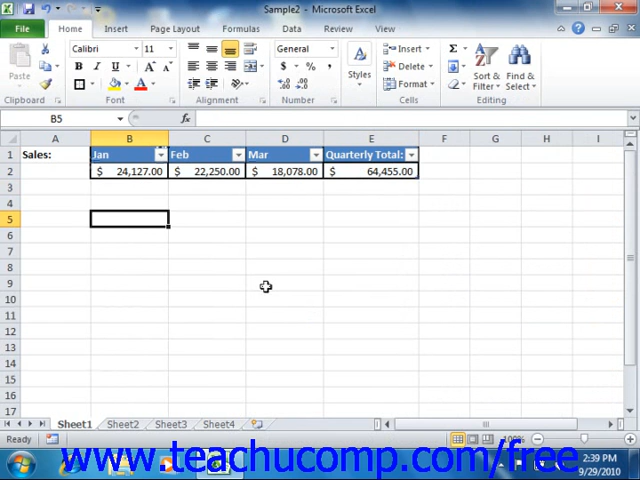 Sample2 - Microsoft Excel
File Home Insert Page Layout Formulas Data Review View
Calibri 11 General Insert Σ
B I U $ % , Delete
Paste Styles Format Sort & Filter Find & Select
Clipboard Font Alignment Number Cells Editing
B5 fx
A B C D E F G H I
1 Sales: Jan Feb Mar Quarterly Total:
2 $ 24,127.00 $ 22,250.00 $ 18,078.00 $ 64,455.00
3
4
5
6
7
8
9
10
11
12
13
14
15
16
17
Sheet1 Sheet2 Sheet3 Sheet4
Ready 100%
www.teachucomp.com/free
2:39 PM
9/29/2010